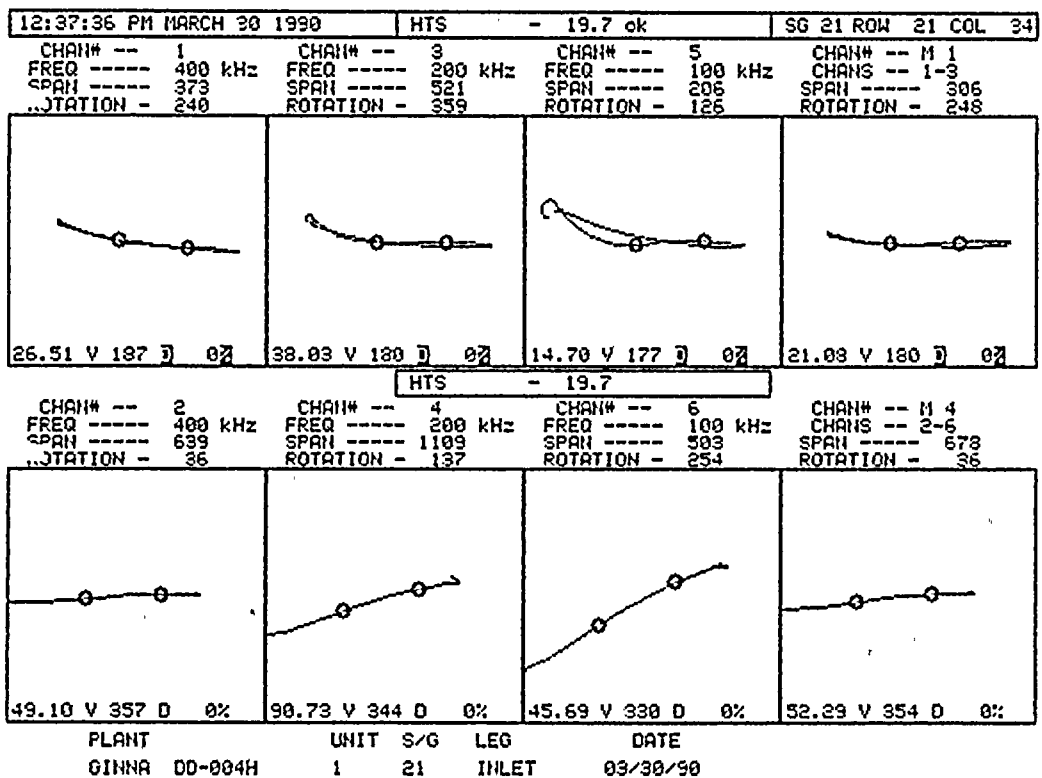 12:37:36 PM MARCH 30 1990 HTS - 19.7 ok SG 21 ROW 21 COL 34
CHAN# -- 1 CHAN# -- 3 CHAN# -- 5 CHAN# -- M 1
FREQ ----- 400 kHz FREQ ----- 200 kHz FREQ ----- 100 kHz CHANS -- 1-3
SPAN ----- 373 SPAN ----- 521 SPAN ----- 206 SPAN ----- 306
..OTATION - 240 ROTATION - 359 ROTATION - 126 ROTATION - 248
26.51 V 187 D 0% 38.03 V 180 D 0% 14.70 V 177 D 0% 21.08 V 180 D 0%
HTS - 19.7
CHAN# -- 2 CHAN# -- 4 CHAN# -- 6 CHAN# -- M 4
FREQ ----- 400 kHz FREQ ----- 200 kHz FREQ ----- 100 kHz CHANS -- 2-6
SPAN ----- 639 SPAN ----- 1109 SPAN ----- 503 SPAN ----- 678
..OTATION - 36 ROTATION - 137 ROTATION - 254 ROTATION - 36
49.10 V 357 D 0% 90.73 V 344 D 0% 45.69 V 330 D 0% 52.29 V 354 D 0%
PLANT UNIT S/G LEG DATE
GINNA DD-004H 1 21 INLET 03/30/90